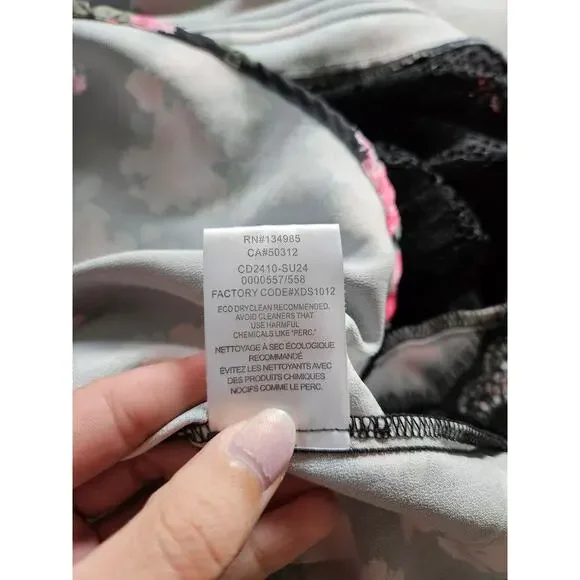 RN#134985
CA#50312
CD2410-SU24
0000557/558
FACTORY CODE#XDS1012
ECO DRYCLEAN RECOMMENDED.
AVOID CLEANERS THAT
USE HARMFUL
CHEMICALS LIKE "PERC."
NETTOYAGE À SEC ÉCOLOGIQUE
RECOMMANDÉ
ÉVITEZ LES NETTOYANTS AVEC
DES PRODUITS CHIMIQUES
NOCIFS COMME LE PERC.